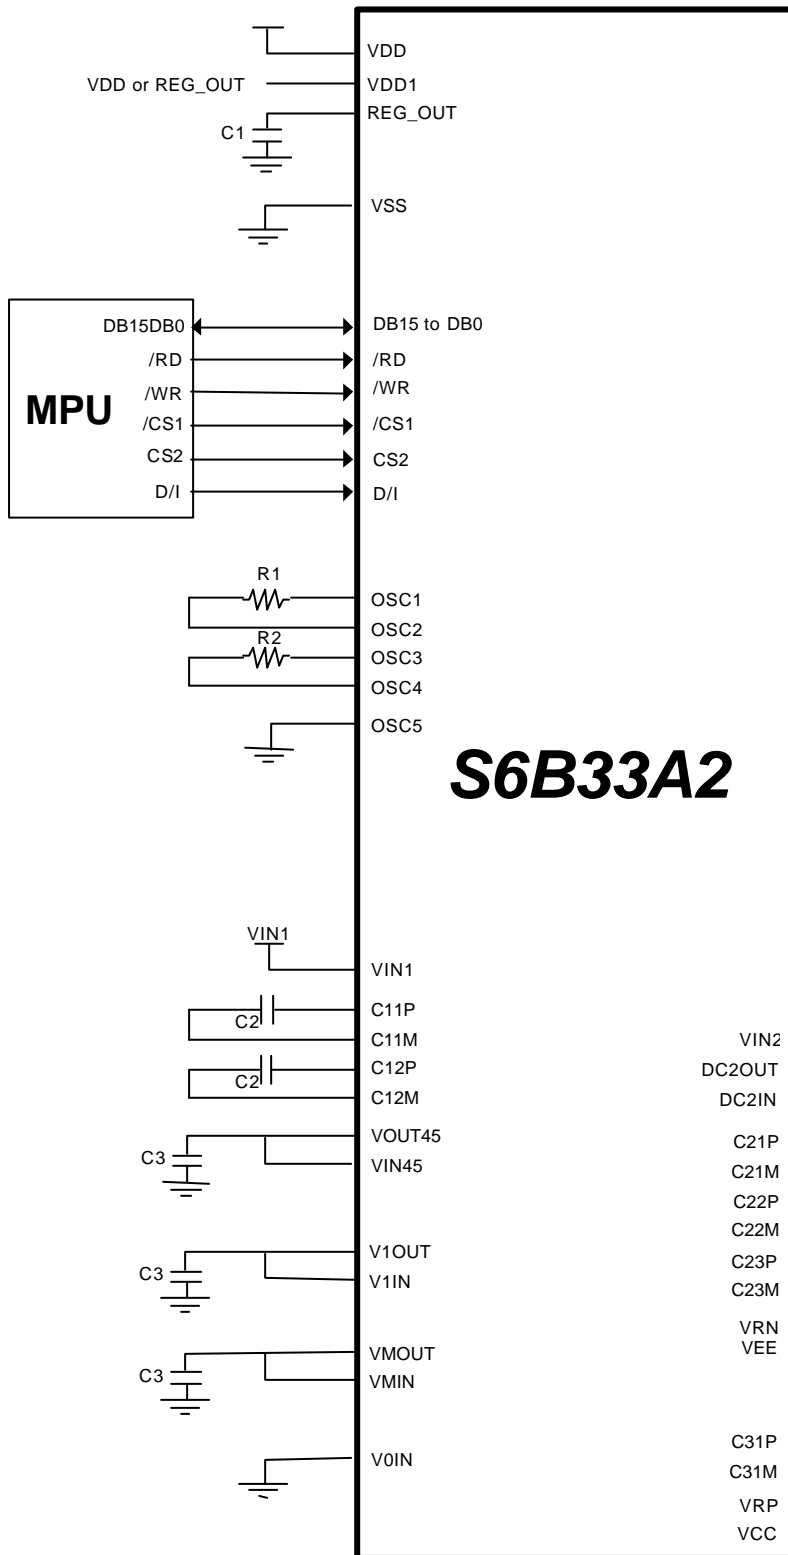 VDD
VDD or REG_OUT VDD1
REG_OUT
C1
VSS
DB15DB0 DB15 to DB0
/RD /RD
/WR /WR
MPU
/CS1 /CS1
CS2 CS2
D/I D/I
R1
OSC1
OSC2
R2
OSC3
OSC4
OSC5
S6B33A2
VIN1
VIN1
C11P
C2
C11M VIN2
C12P DC2OUT
C2
C12M DC2IN
VOUT45 C21P
C3
VIN45 C21M
C22P
C22M
V1OUT C23P
C3
V1IN C23M
VRN
VMOUT VEE
C3
VMIN
C31P
V0IN
C31M
VRP
VCC